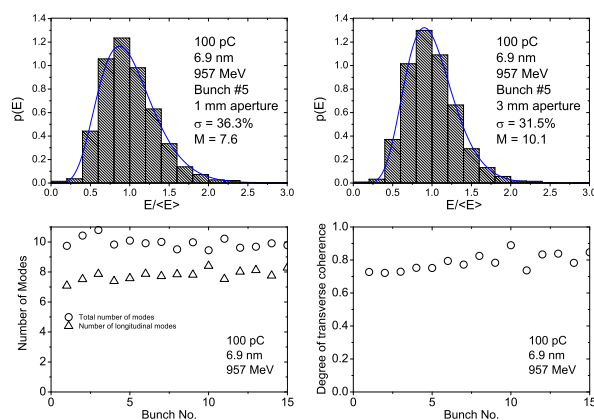 1.4
1.2
1.0
0.8
0.6
0.4
0.2
0.0
p(E)
100 pC
6.9 nm
957 MeV
Bunch #5
1 mm aperture
σ = 36.3%
M = 7.6
0.0 0.5 1.0 1.5 2.0 2.5 3.0
E/<E>
1.4
1.2
1.0
0.8
0.6
0.4
0.2
0.0
p(E)
100 pC
6.9 nm
957 MeV
Bunch #5
3 mm aperture
σ = 31.5%
M = 10.1
0.0 0.5 1.0 1.5 2.0 2.5 3.0
E/<E>
10
8
6
4
2
0
Number of Modes
Total number of modes
Number of longitudinal modes
100 pC
6.9 nm
957 MeV
0 5 10 15
Bunch No.
1.0
0.8
0.6
0.4
0.2
0.0
Degree of transverse coherence
100 pC
6.9 nm
957 MeV
0 5 10 15
Bunch No.